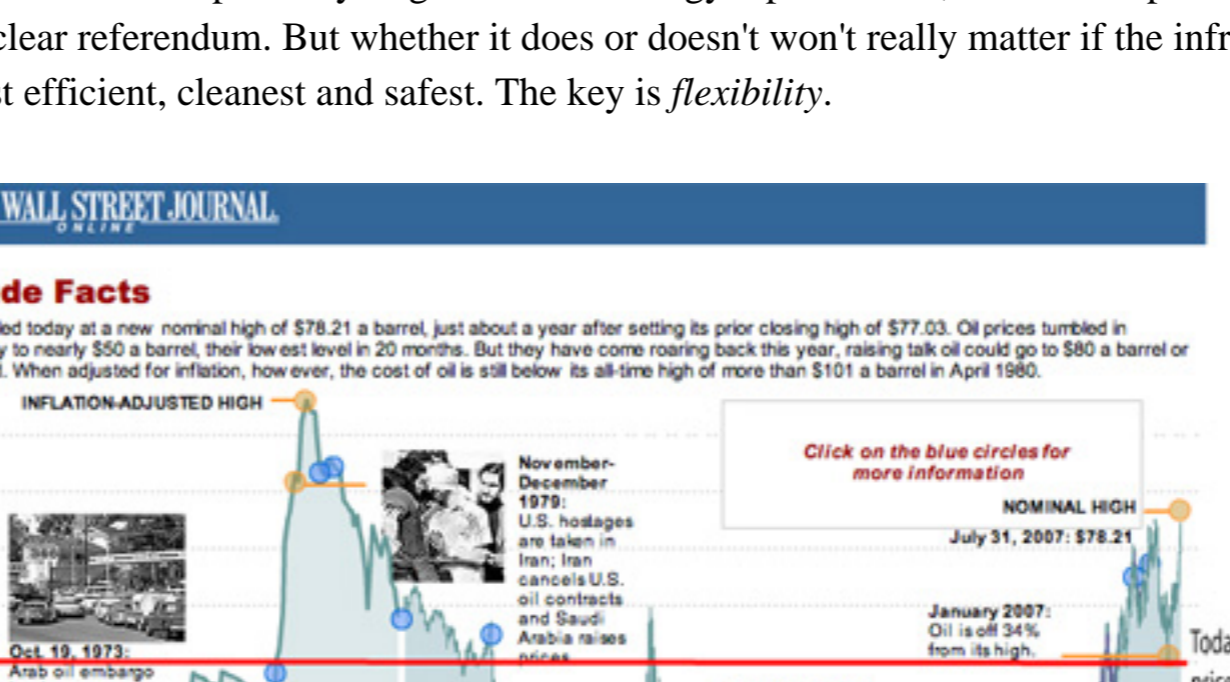 clear referendum. But whether it does or doesn't won't really matter if the infr
st efficient, cleanest and safest. The key is flexibility.
WALL STREET JOURNAL
ONLINE
de Facts
led today at a new nominal high of $78.21 a barrel, just about a year after setting its prior closing high of $77.03. Oil prices tumbled in
y to nearly $50 a barrel, their lowest level in 20 months. But they have come roaring back this year, raising talk oil could go to $80 a barrel or
. When adjusted for inflation, however, the cost of oil is still below its all-time high of more than $101 a barrel in April 1980.
INFLATION-ADJUSTED HIGH
Click on the blue circles for
more information
NOMINAL HIGH
July 31, 2007: $78.21
November-
December
1979:
U.S. hostages
are taken in
Iran; Iran
cancels U.S.
oil contracts
and Saudi
Arabia raises
prices.
January 2007:
Oil is off 34%
from its high.
Oct. 19, 1973:
Arab oil embargo
Toda